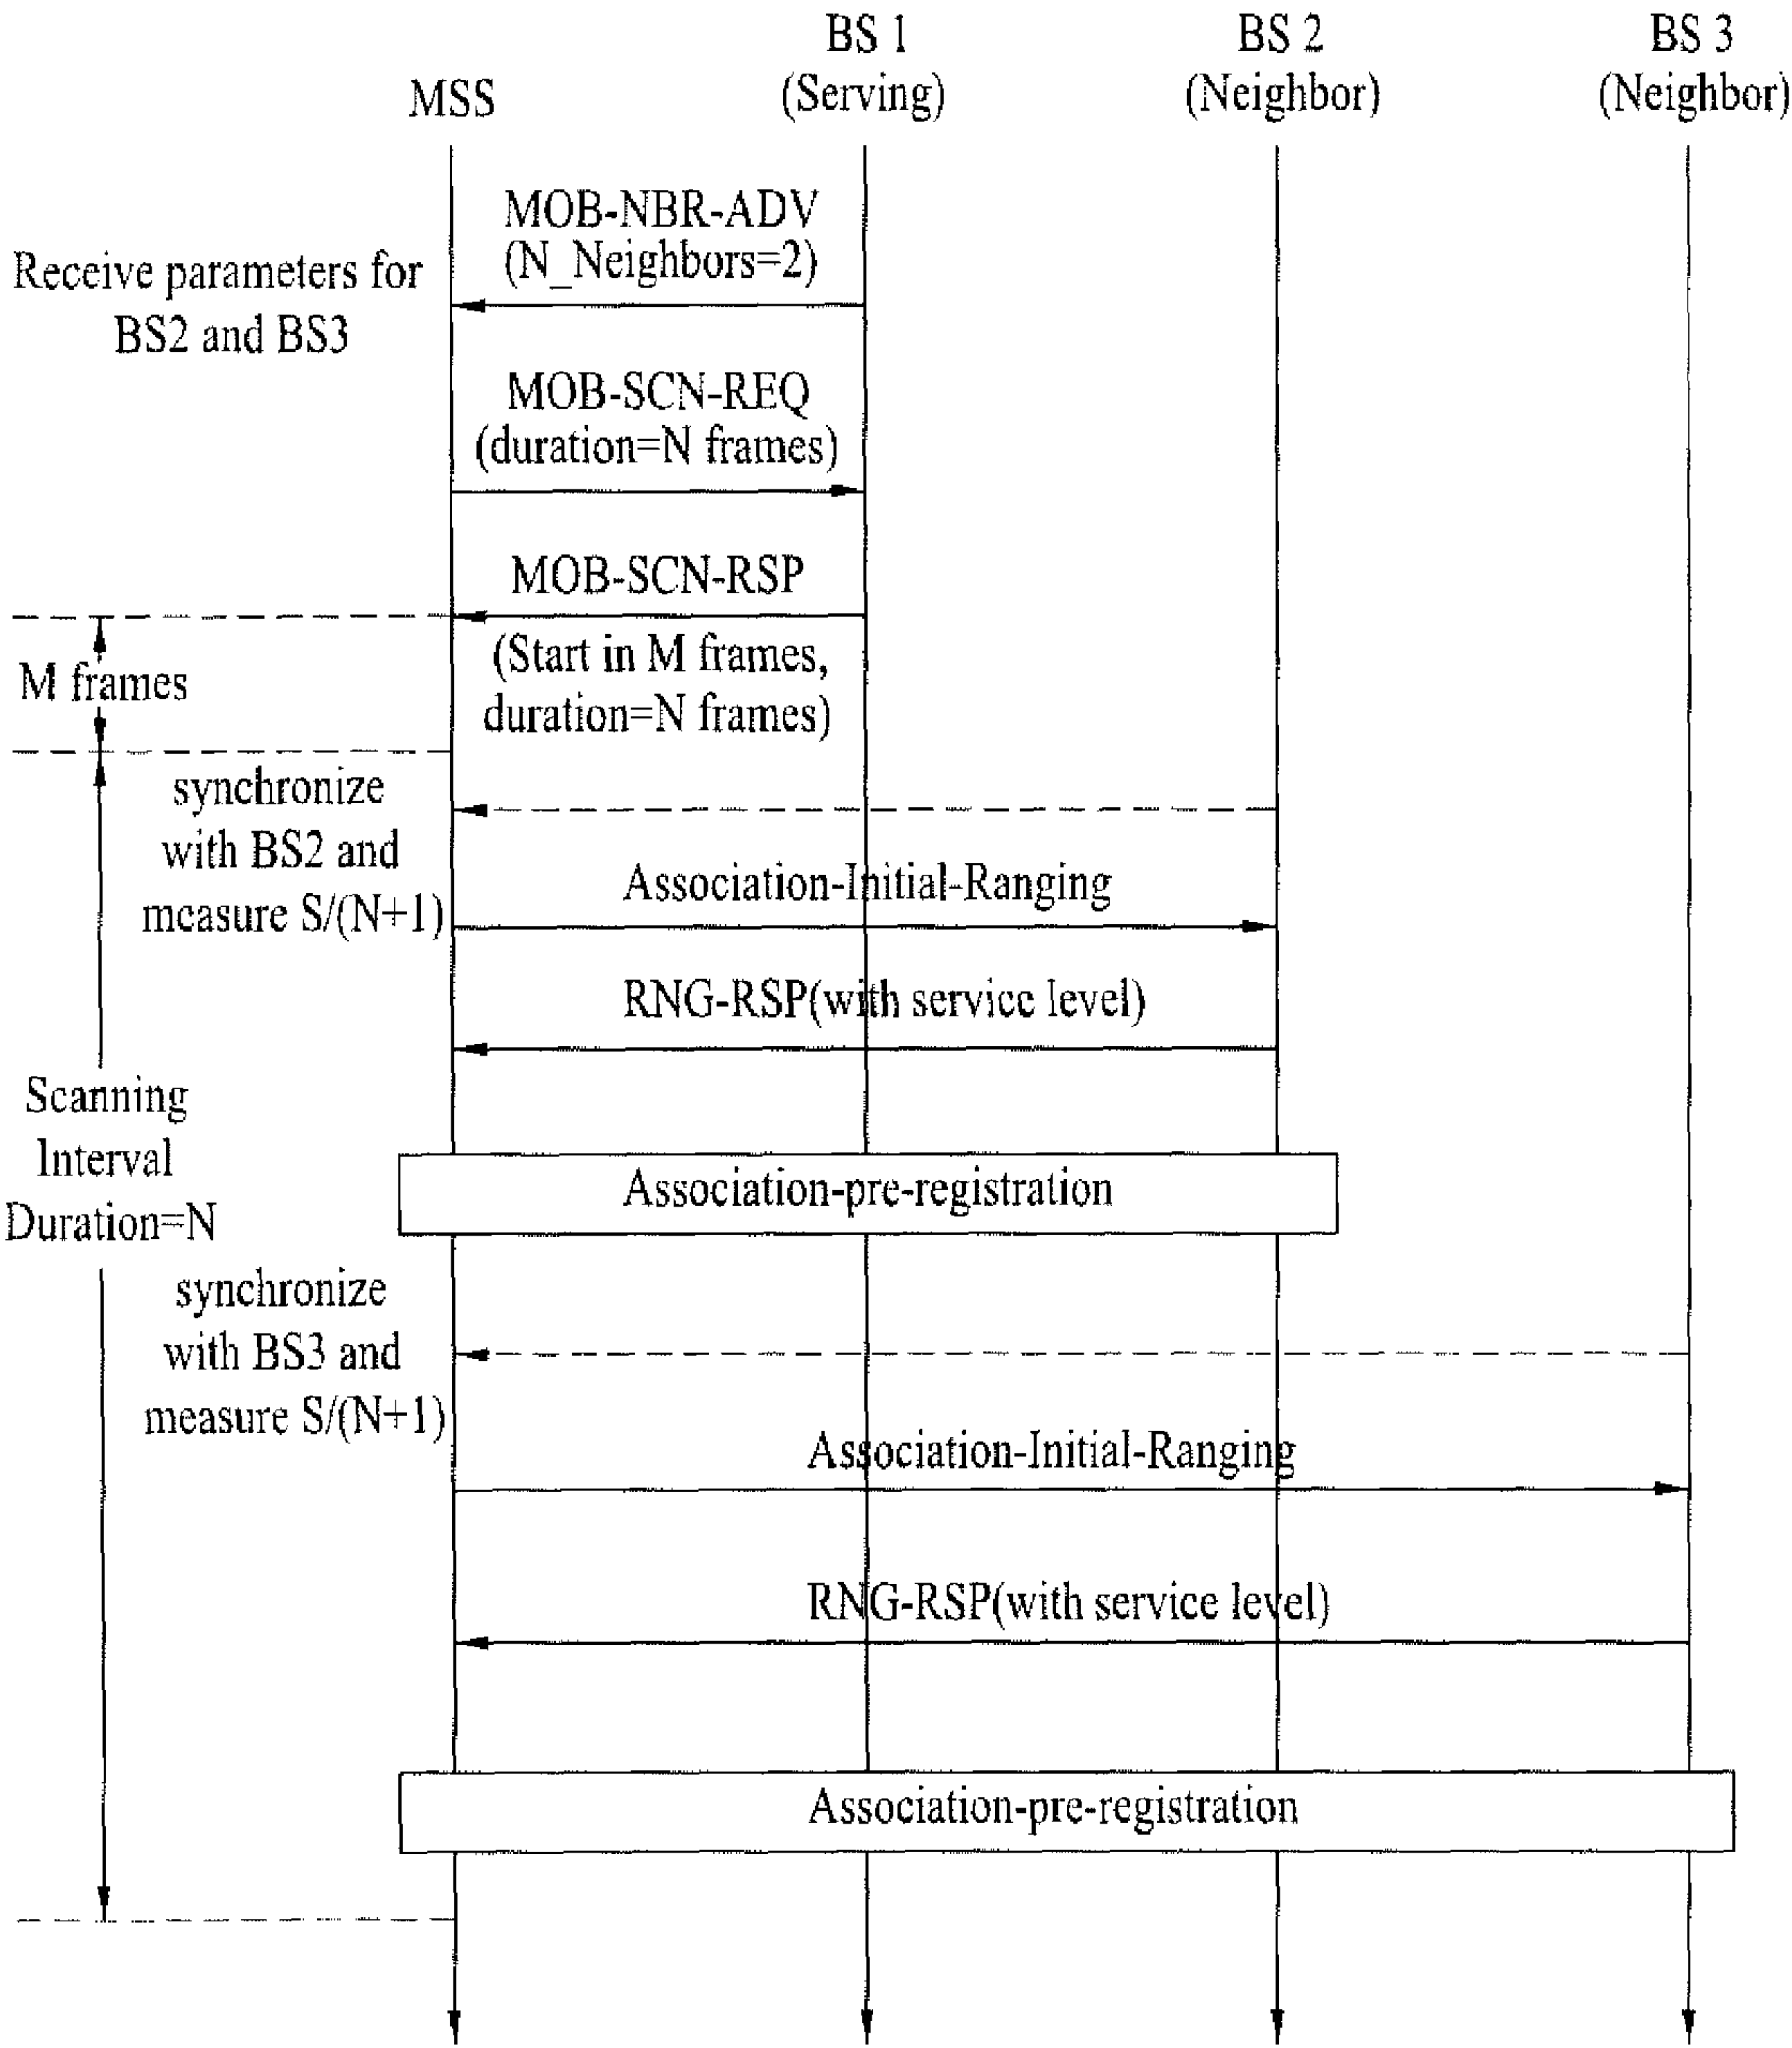 MSS
BS 1
(Serving)
BS 2
(Neighbor)
BS 3
(Neighbor)
MOB-NBR-ADV
(N_Neighbors=2)
Receive parameters for
BS2 and BS3
MOB-SCN-REQ
(duration=N frames)
MOB-SCN-RSP
(Start in M frames,
duration=N frames)
M frames
synchronize
with BS2 and
measure S/(N+1)
Association-Initial-Ranging
RNG-RSP(with service level)
Scanning
Interval
Duration=N
Association-pre-registration
synchronize
with BS3 and
measure S/(N+1)
Association-Initial-Ranging
RNG-RSP(with service level)
Association-pre-registration